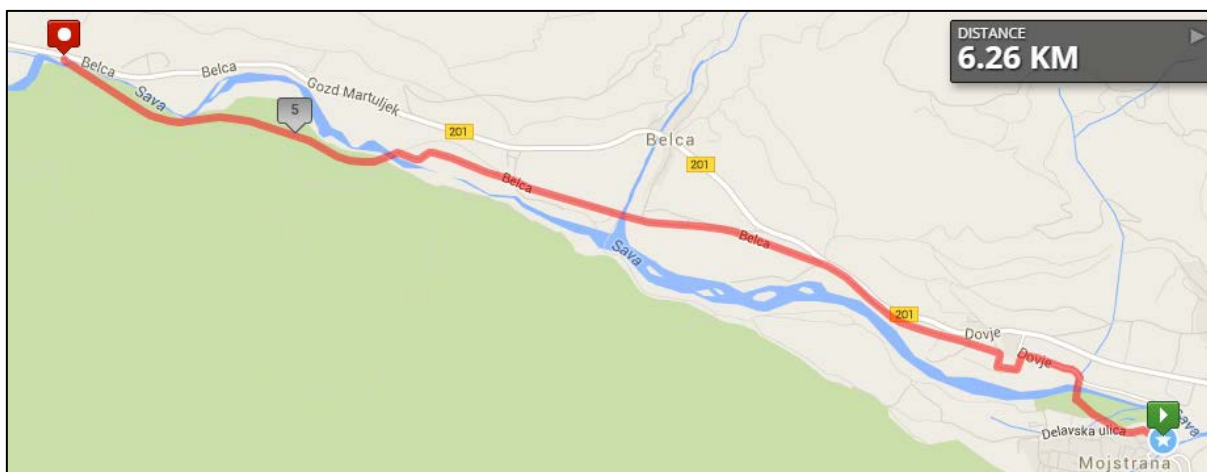 DISTANCE
6.26 KM
Belca
Belca
Sava
Gozd Martuljek
5
201
Belca
201
Belca
Belca
Sava
201
Dovje
Dovje
Sava
Delavska ulica
Mojstrana